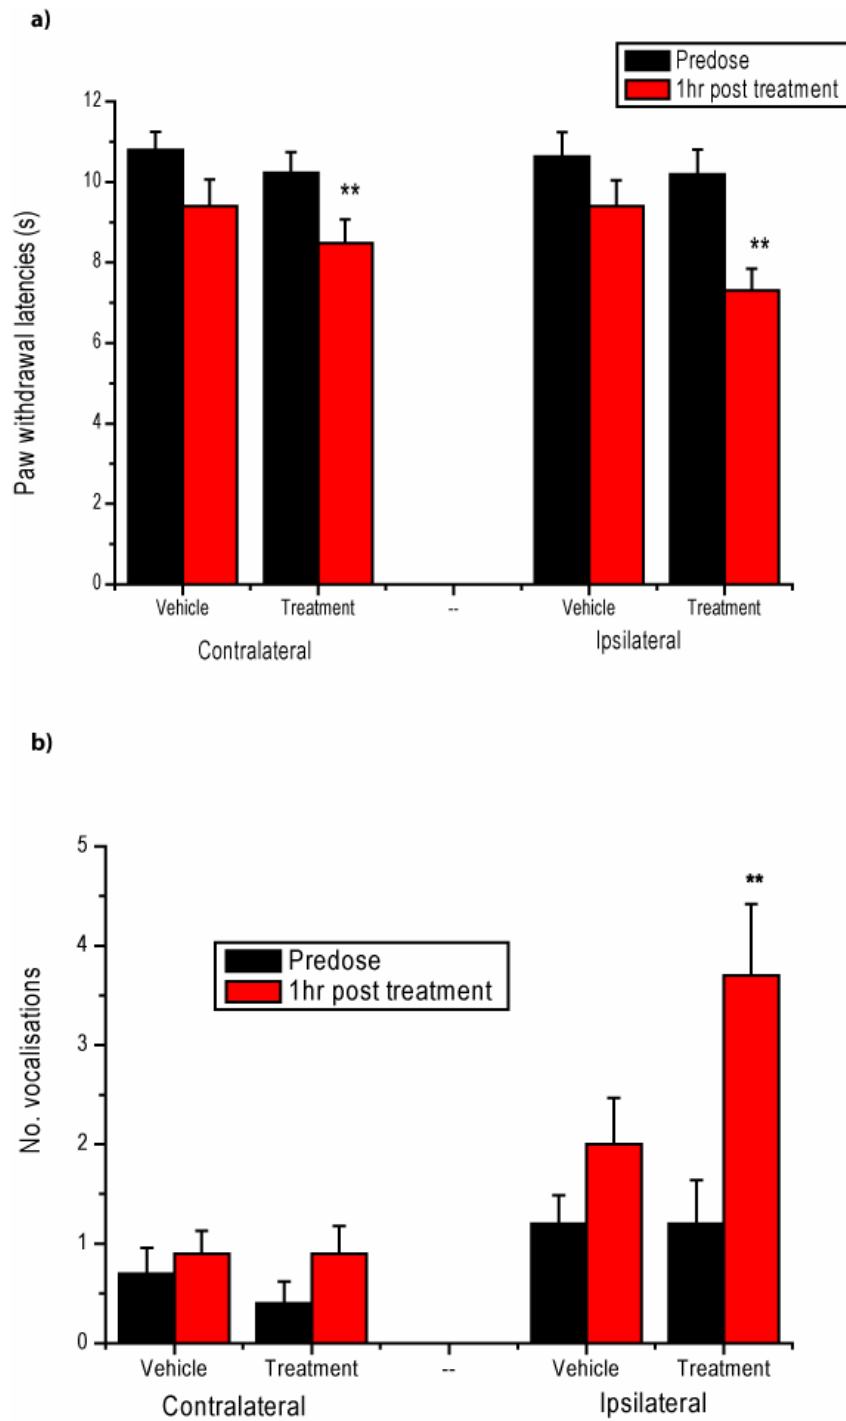 a)
Predose
1hr post treatment
12
10
8
6
4
2
0
Paw withdrawal latencies (s)
**
**
Vehicle
Treatment
--
Vehicle
Treatment
Contralateral
Ipsilateral
b)
5
4
3
2
1
0
No. vocalisations
Predose
1hr post treatment
**
Vehicle
Treatment
--
Vehicle
Treatment
Contralateral
Ipsilateral